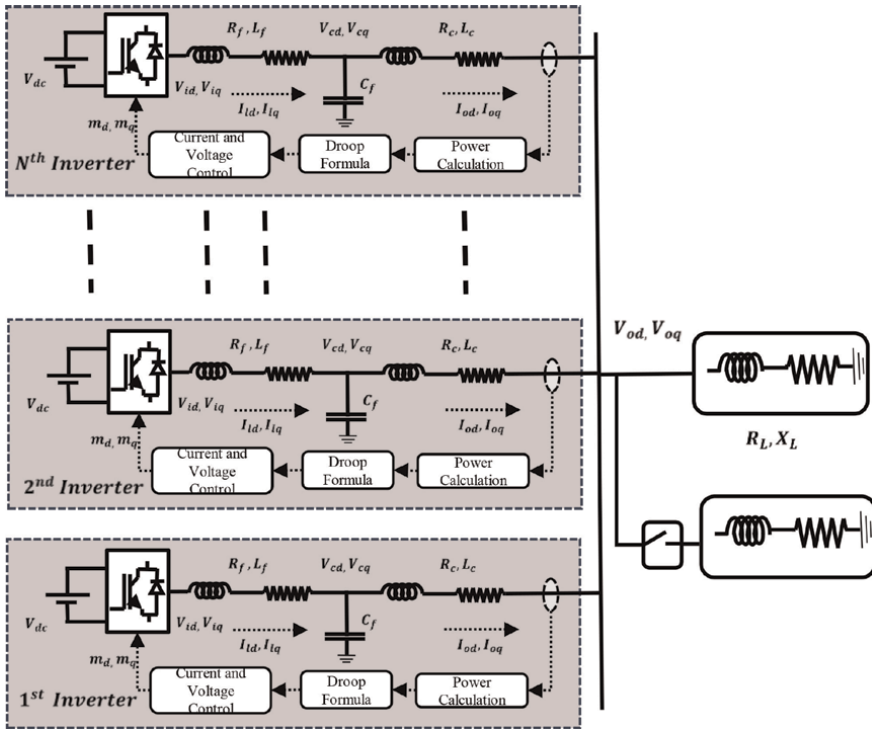 R_f, L_f
V_cd, V_cq
R_c, L_c
V_dc
V_id, V_iq
C_f
I_ld, I_lq
I_od, I_oq
m_d, m_q
Current and
Voltage
Control
Droop
Formula
Power
Calculation
N^th Inverter
R_f, L_f
V_cd, V_cq
R_c, L_c
V_dc
V_id, V_iq
C_f
I_ld, I_lq
I_od, I_oq
m_d, m_q
Current and
Voltage
Control
Droop
Formula
Power
Calculation
2^nd Inverter
R_f, L_f
V_cd, V_cq
R_c, L_c
V_dc
V_id, V_iq
C_f
I_ld, I_lq
I_od, I_oq
m_d, m_q
Current and
Voltage
Control
Droop
Formula
Power
Calculation
1^st Inverter
V_od, V_oq
R_L, X_L